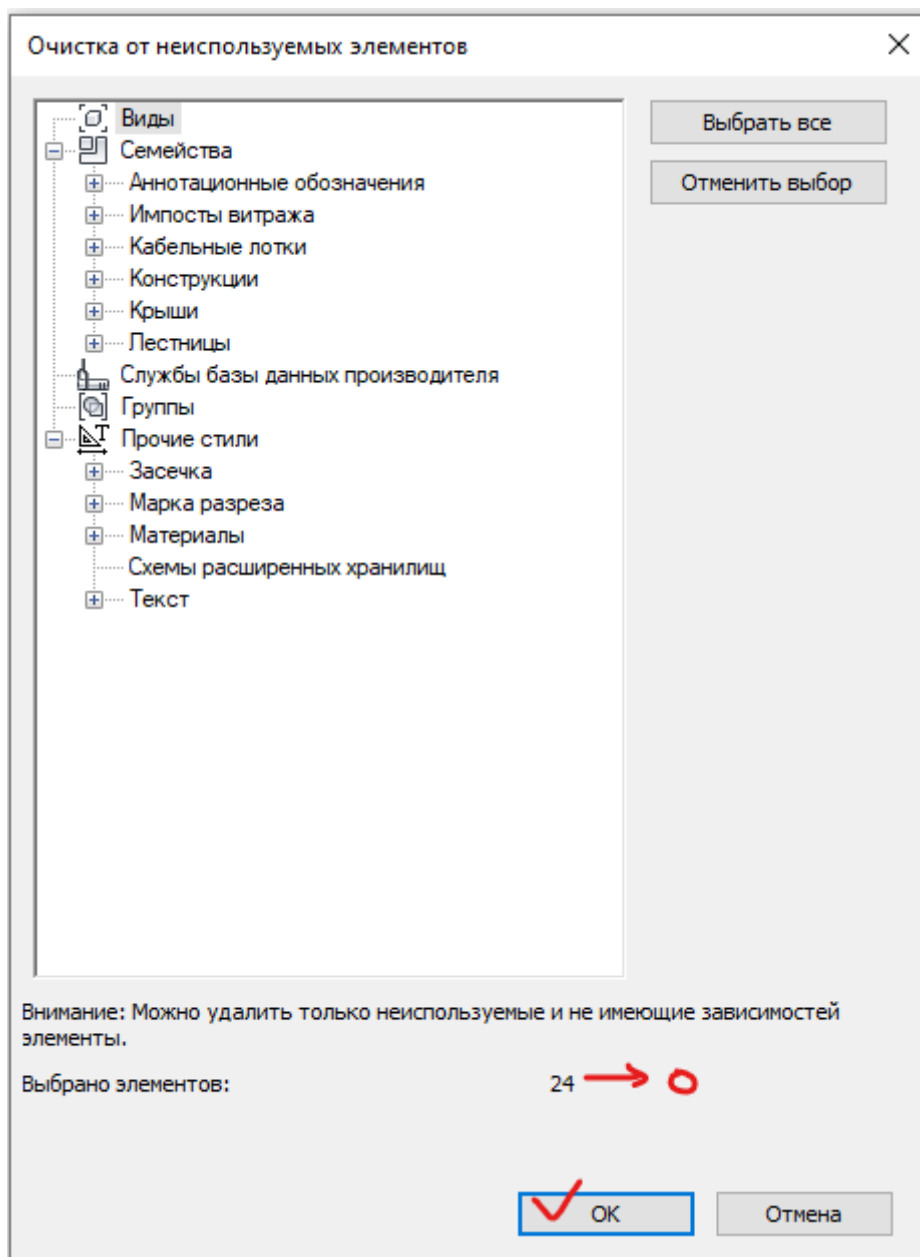 Очистка от неиспользуемых элементов
Виды
Выбрать все
Семейства
Отменить выбор
Аннотационные обозначения
Импосты витража
Кабельные лотки
Конструкции
Крыши
Лестницы
Службы базы данных производителя
Группы
Прочие стили
Засечка
Марка разреза
Материалы
Схемы расширенных хранилищ
Текст
Внимание: Можно удалить только неиспользуемые и не имеющие зависимостей
элементы.
Выбрано элементов: 24 → 0
ОК
Отмена